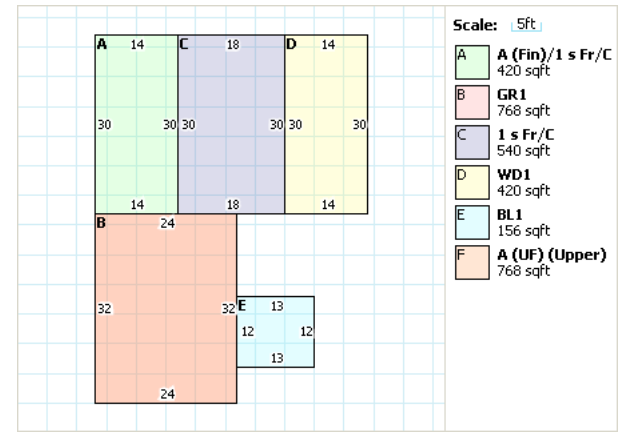 Scale: 5ft
A 14 C 18 D 14
30 30 30 30 30 30
14 18 14
B 24
32 32
E 13
12 12
13
24
A A (Fin)/1 s Fr/C
420 sqft
B GR1
768 sqft
C 1 s Fr/C
540 sqft
D WD1
420 sqft
E BL1
156 sqft
F A (UF) (Upper)
768 sqft